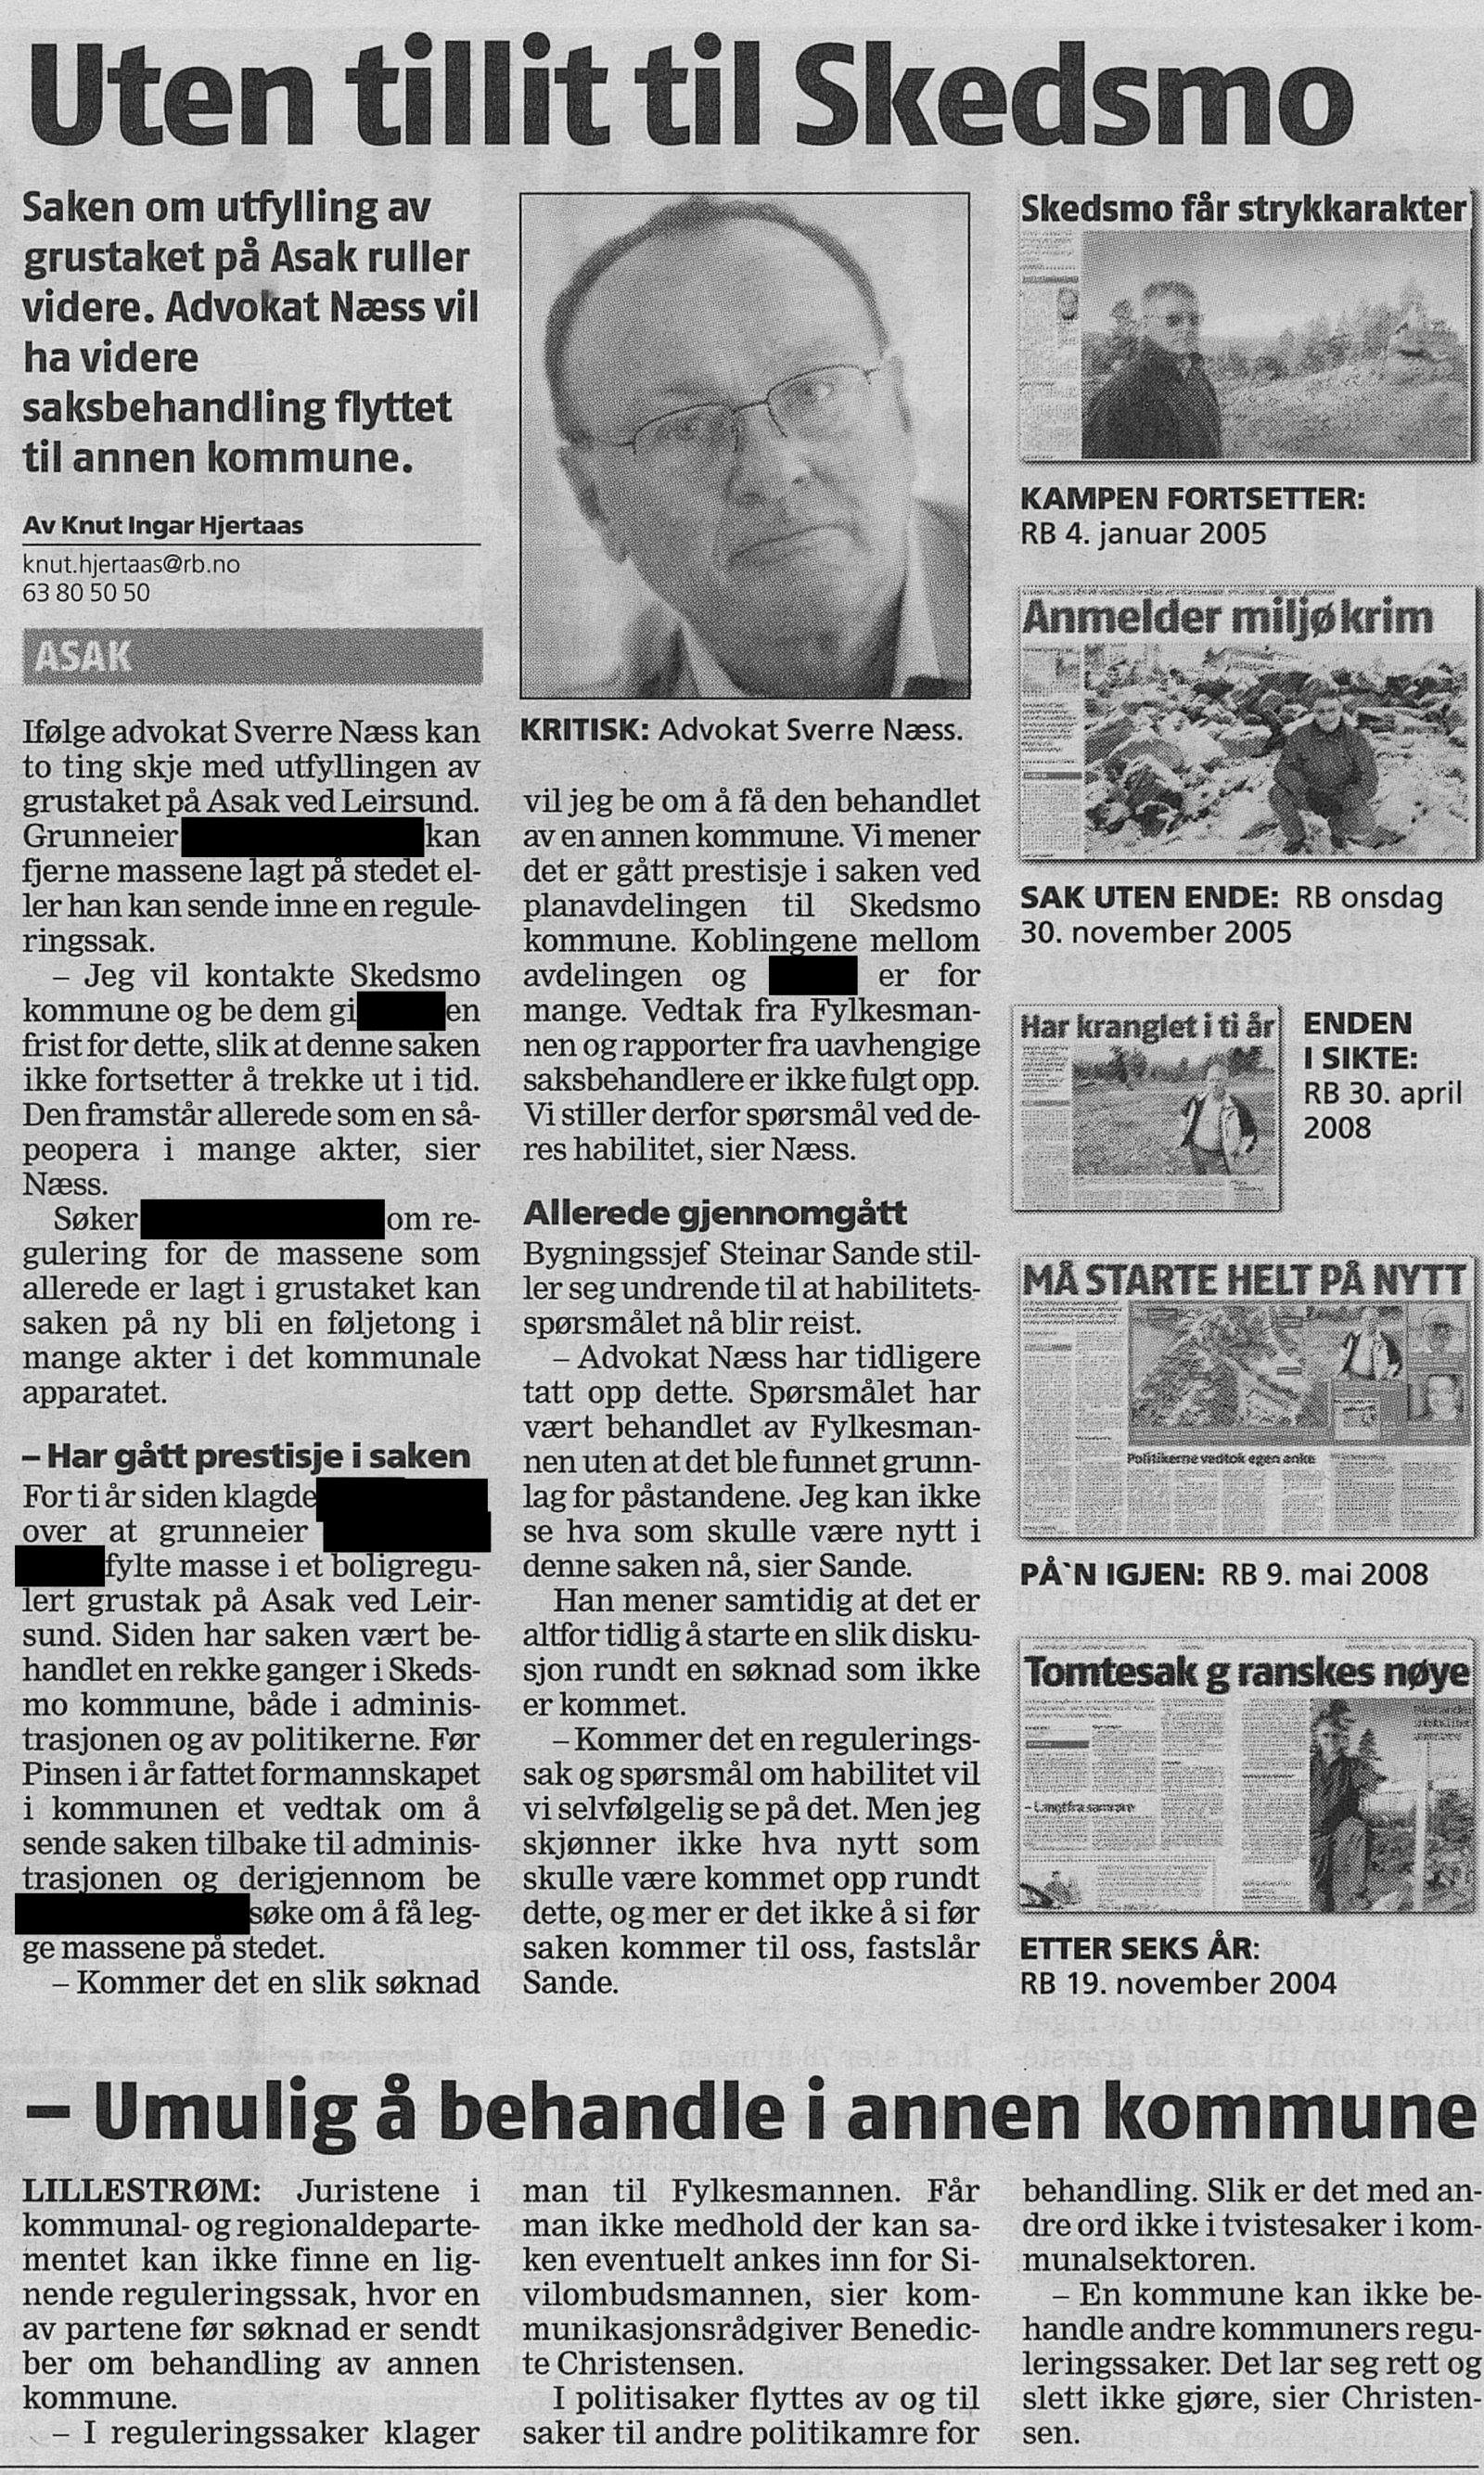 Uten tillit til Skedsmo
Saken om utfylling av
grustaket på Asak ruller
videre. Advokat Næss vil
ha videre
saksbehandling flyttet
til annen kommune.
Av Knut Ingar Hjertaas
knut.hjertaas@rb.no
63 80 50 50
ASAK
Ifølge advokat Sverre Næss kan
to ting skje med utfyllingen av
grustaket på Asak ved Leirsund.
Grunneier kan
fjerne massene lagt på stedet el-
ler han kan sende inne en regule-
ringssak.
– Jeg vil kontakte Skedsmo
kommune og be dem gi en
frist for dette, slik at denne saken
ikke fortsetter å trekke ut i tid.
Den framstår allerede som en så-
peopera i mange akter, sier
Næss.
Søker om re-
gulering for de massene som
allerede er lagt i grustaket kan
saken på ny bli en føljetong i
mange akter i det kommunale
apparatet.
– Har gått prestisje i saken
For ti år siden klagde
over at grunneier
fylte masse i et boligregu-
lert grustak på Asak ved Leir-
sund. Siden har saken vært be-
handlet en rekke ganger i Skeds-
mo kommune, både i adminis-
trasjonen og av politikerne. Før
Pinsen i år fattet formannskapet
i kommunen et vedtak om å
sende saken tilbake til adminis-
trasjonen og derigjennom be
søke om å få leg-
ge massene på stedet.
– Kommer det en slik søknad
KRITISK: Advokat Sverre Næss.
vil jeg be om å få den behandlet
av en annen kommune. Vi mener
det er gått prestisje i saken ved
planavdelingen til Skedsmo
kommune. Koblingene mellom
avdelingen og er for
mange. Vedtak fra Fylkesman-
nen og rapporter fra uavhengige
saksbehandlere er ikke fulgt opp.
Vi stiller derfor spørsmål ved de-
res habilitet, sier Næss.
Allerede gjennomgått
Bygningssjef Steinar Sande stil-
ler seg undrende til at habilitets-
spørsmålet nå blir reist.
– Advokat Næss har tidligere
tatt opp dette. Spørsmålet har
vært behandlet av Fylkesman-
nen uten at det ble funnet grunn-
lag for påstandene. Jeg kan ikke
se hva som skulle være nytt i
denne saken nå, sier Sande.
Han mener samtidig at det er
altfor tidlig å starte en slik disku-
sjon rundt en søknad som ikke
er kommet.
– Kommer det en regulerings-
sak og spørsmål om habilitet vil
vi selvfølgelig se på det. Men jeg
skjønner ikke hva nytt som
skulle være kommet opp rundt
dette, og mer er det ikke å si før
saken kommer til oss, fastslår
Sande.
Skedsmo får strykkarakter
KAMPEN FORTSETTER:
RB 4. januar 2005
Anmelder miljøkrim
SAK UTEN ENDE: RB onsdag
30. november 2005
Har kranglet i ti år
ENDEN
I SIKTE:
RB 30. april
2008
MÅ STARTE HELT PÅ NYTT
Politikerne vedtok egen anke
PÅ`N IGJEN: RB 9. mai 2008
Tomtesak g ranskes nøye
– Langt fra samme
ETTER SEKS ÅR:
RB 19. november 2004
– Umulig å behandle i annen kommune
LILLESTRØM: Juristene i
kommunal- og regionaldeparte-
mentet kan ikke finne en lig-
nende reguleringssak, hvor en
av partene før søknad er sendt
ber om behandling av annen
kommune.
– I reguleringssaker klager
man til Fylkesmannen. Får
man ikke medhold der kan sa-
ken eventuelt ankes inn for Si-
vilombudsmannen, sier kom-
munikasjonsrådgiver Benedic-
te Christensen.
I politisaker flyttes av og til
saker til andre politikamre for
behandling. Slik er det med an-
dre ord ikke i tvistesaker i kom-
munalsektoren.
– En kommune kan ikke be-
handle andre kommuners regu-
leringssaker. Det lar seg rett og
slett ikke gjøre, sier Christen-
sen.